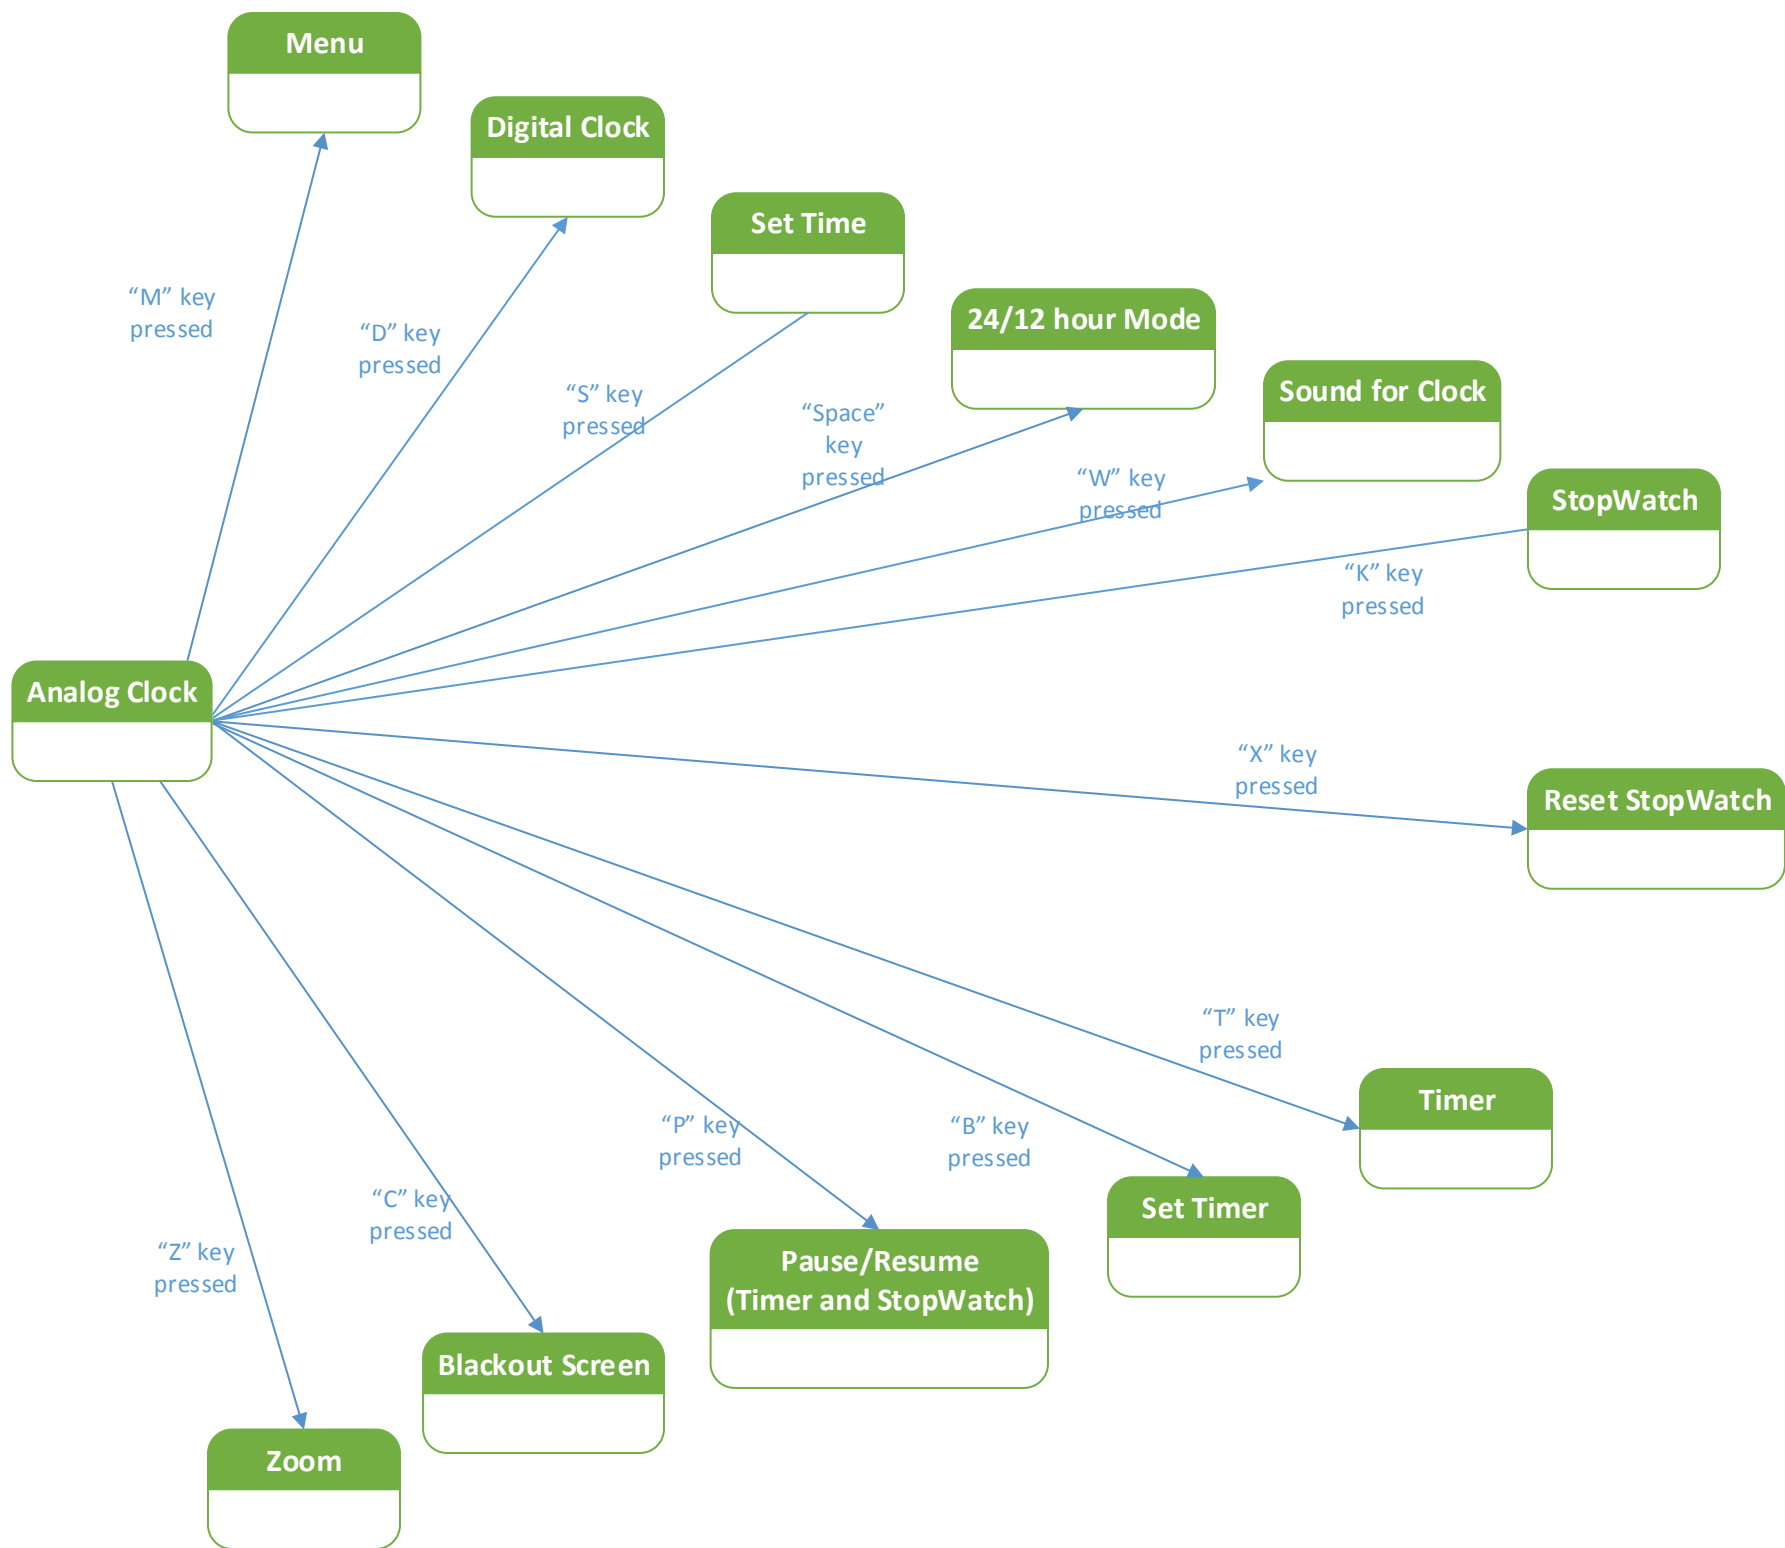 Menu
Digital Clock
Set Time
“M” key
pressed
24/12 hour Mode
“D” key
pressed
Sound for Clock
“S” key
pressed
“Space”
key
pressed
“W” key
pressed
StopWatch
“K” key
pressed
Analog Clock
“X” key
pressed
Reset StopWatch
“T” key
pressed
Timer
“P” key
pressed
“B” key
pressed
“C” key
pressed
Set Timer
“Z” key
pressed
Pause/Resume
(Timer and StopWatch)
Blackout Screen
Zoom